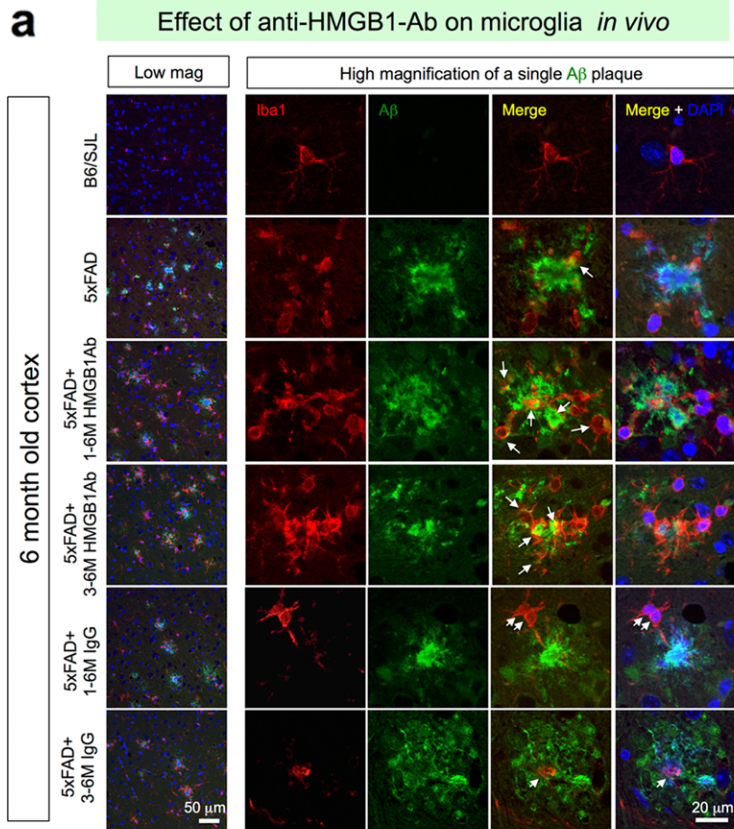 a
Effect of anti-HMGB1-Ab on microglia in vivo
Low mag
High magnification of a single Aβ plaque
6 month old cortex
Iba1
Aβ
Merge
Merge + DAPI
B6/SJL
5xFAD
5xFAD+
1-6M HMGB1Ab
5xFAD+
3-6M HMGB1Ab
5xFAD+
1-6M IgG
5xFAD+
3-6M IgG
50 μm
20 μm